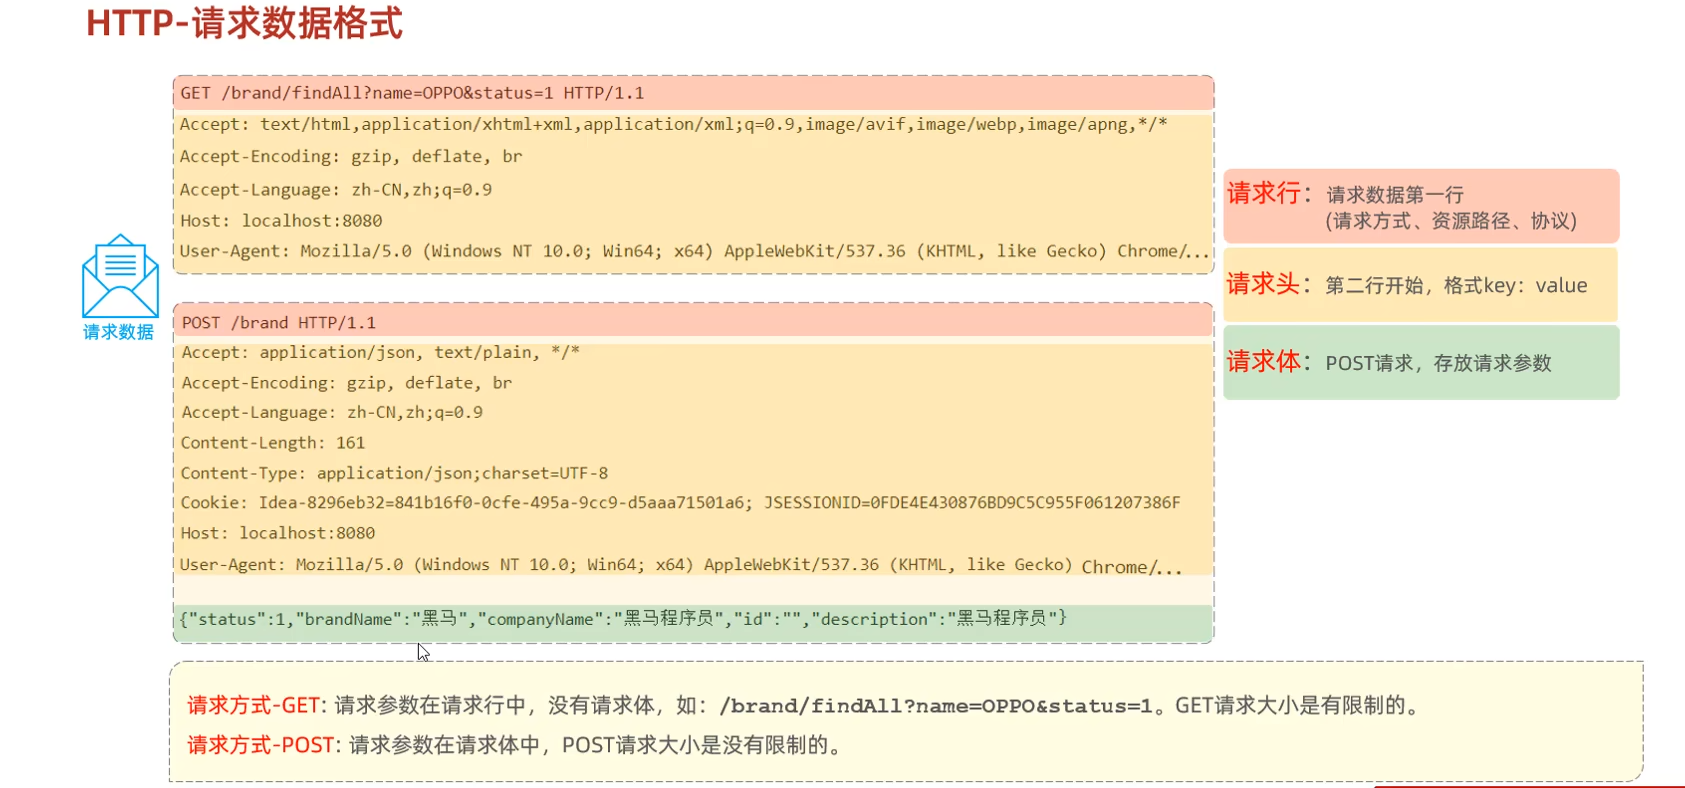 HTTP-请求数据格式
GET /brand/findAll?name=OPPO&status=1 HTTP/1.1
Accept: text/html,application/xhtml+xml,application/xml;q=0.9,image/avif,image/webp,image/apng,*/*
Accept-Encoding: gzip, deflate, br
Accept-Language: zh-CN,zh;q=0.9
Host: localhost:8080
User-Agent: Mozilla/5.0 (Windows NT 10.0; Win64; x64) AppleWebKit/537.36 (KHTML, like Gecko) Chrome/...
请求数据
POST /brand HTTP/1.1
Accept: application/json, text/plain, */*
Accept-Encoding: gzip, deflate, br
Accept-Language: zh-CN,zh;q=0.9
Content-Length: 161
Content-Type: application/json;charset=UTF-8
Cookie: Idea-8296eb32=841b16f0-0cfe-495a-9cc9-d5aaa71501a6; JSESSIONID=0FDE4E430876BD9C5C955F061207386F
Host: localhost:8080
User-Agent: Mozilla/5.0 (Windows NT 10.0; Win64; x64) AppleWebKit/537.36 (KHTML, like Gecko) Chrome/...
{"status":1,"brandName":"黑马","companyName":"黑马程序员","id":"","description":"黑马程序员"}
请求行：请求数据第一行
(请求方式、资源路径、协议)
请求头：第二行开始，格式key：value
请求体：POST请求，存放请求参数
请求方式-GET: 请求参数在请求行中，没有请求体，如：/brand/findAll?name=OPPO&status=1。GET请求大小是有限制的。
请求方式-POST: 请求参数在请求体中，POST请求大小是没有限制的。